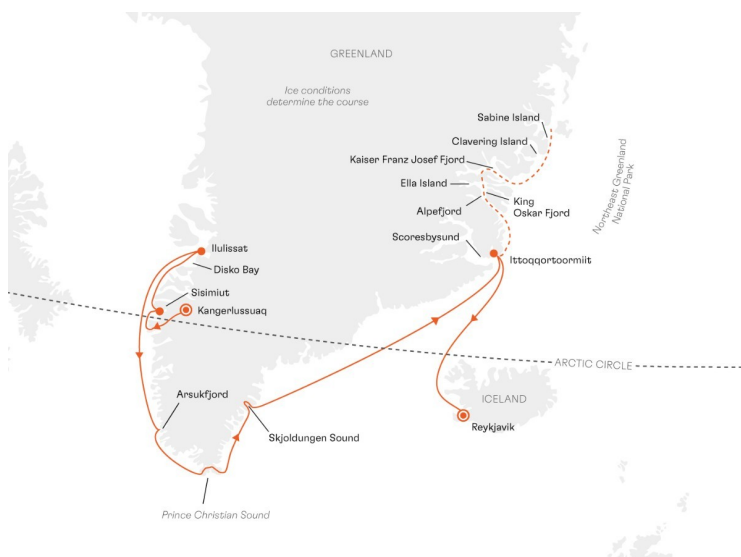 GREENLAND
Ice conditions
determine the course
Sabine Island
Clavering Island
Kaiser Franz Josef Fjord
Ella Island
King
Oskar Fjord
Alpefjord
Northeast Greenland
National Park
Scoresbysund
Ittoqqortoormiit
Ilulissat
Disko Bay
Sisimiut
Kangerlussuaq
ARCTIC CIRCLE
Arsukfjord
ICELAND
Reykjavik
Skjoldungen Sound
Prince Christian Sound